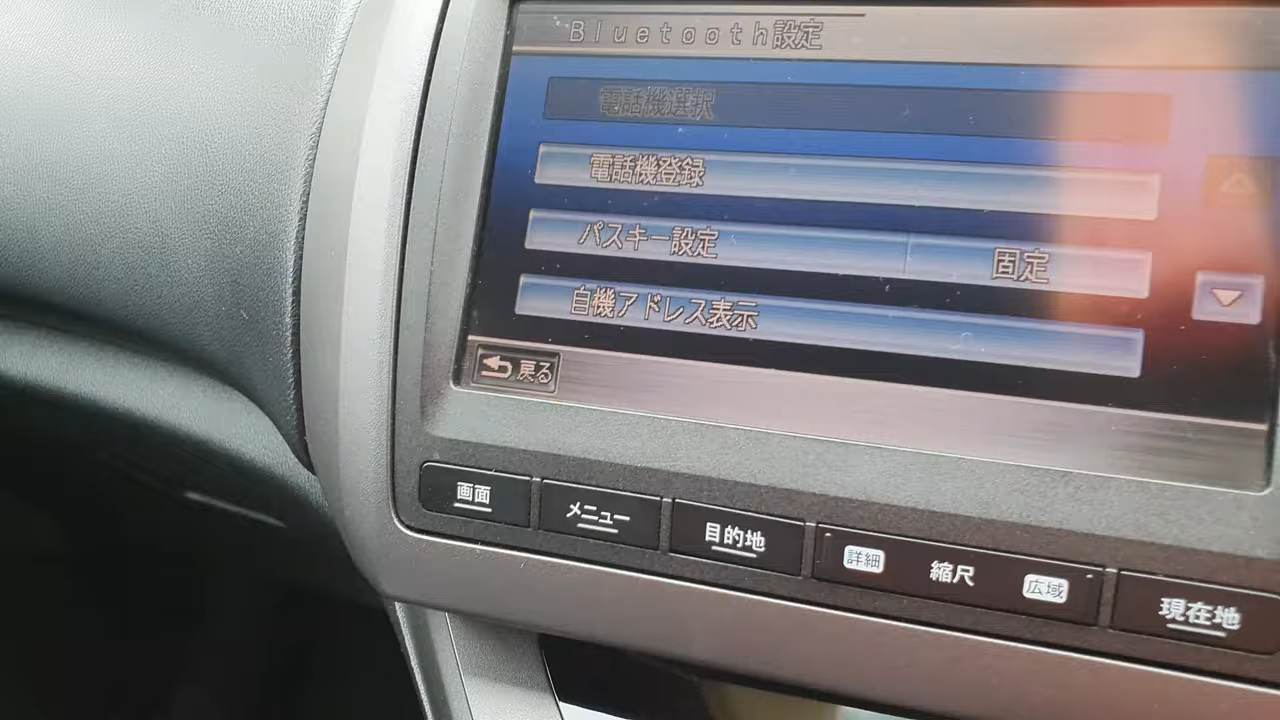 Bluetooth設定
電話機選択
電話機登録
パスキー設定 固定
自機アドレス表示
戻る
画面 メニュー 目的地 詳細 縮尺 広域 現在地